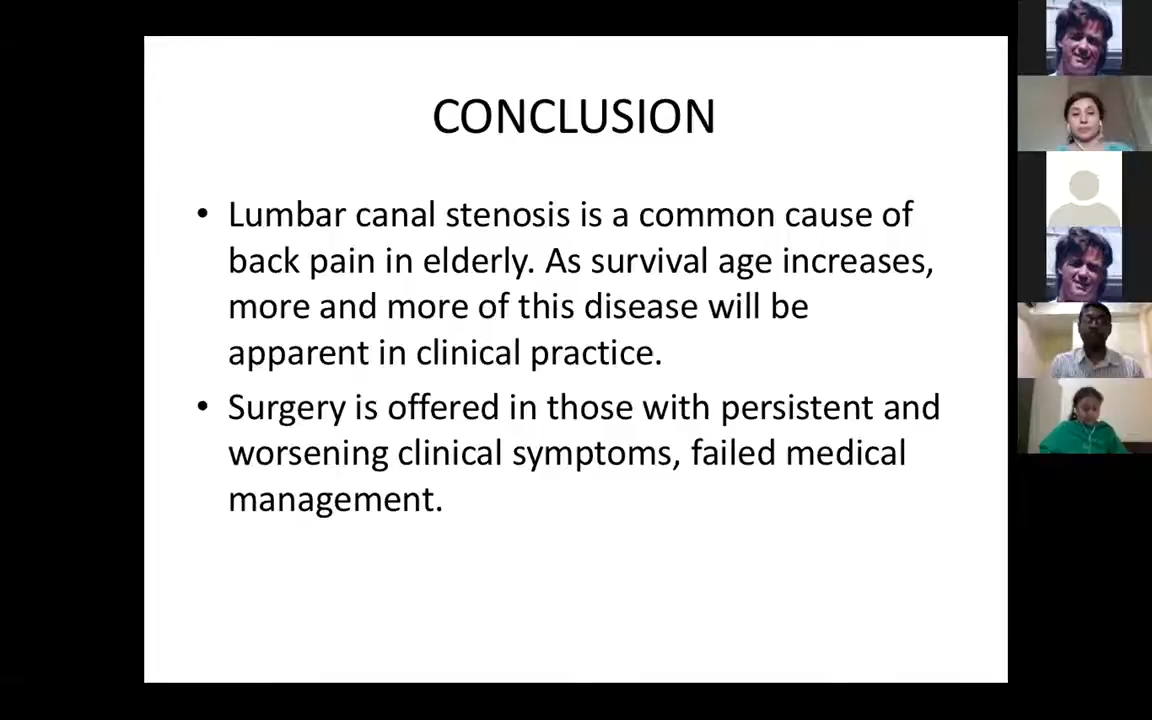 CONCLUSION
• Lumbar canal stenosis is a common cause of
back pain in elderly. As survival age increases,
more and more of this disease will be
apparent in clinical practice.
• Surgery is offered in those with persistent and
worsening clinical symptoms, failed medical
management.